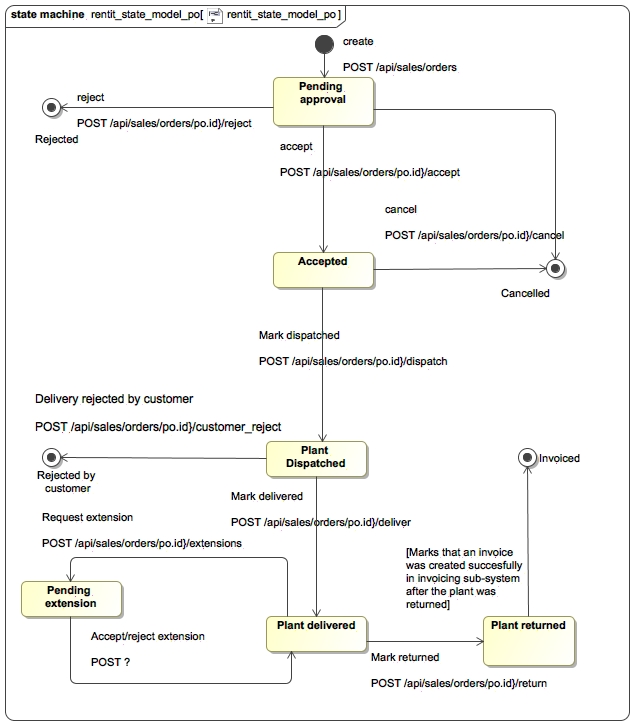 state machine rentit_state_model_po[ rentit_state_model_po ]
create
POST /api/sales/orders
Pending
approval
reject
POST /api/sales/orders/po.id}/reject
Rejected
accept
POST /api/sales/orders/po.id}/accept
cancel
POST /api/sales/orders/po.id}/cancel
Accepted
Cancelled
Mark dispatched
POST /api/sales/orders/po.id}/dispatch
Delivery rejected by customer
POST /api/sales/orders/po.id}/customer_reject
Plant
Dispatched
Rejected by
customer
Invoiced
Mark delivered
POST /api/sales/orders/po.id}/deliver
Request extension
POST /api/sales/orders/po.id}/extensions
[Marks that an invoice
was created succesfully
in invoicing sub-system
after the plant was
returned]
Pending
extension
Plant delivered
Plant returned
Accept/reject extension
POST ?
Mark returned
POST /api/sales/orders/po.id}/return